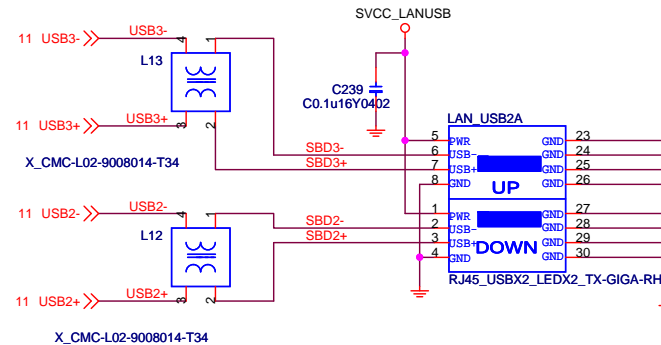 SVCC_LANUSB
11 USB3- USB3- 4 1
L13
C239
C0.1u16Y0402
11 USB3+ USB3+ 3 2
LAN_USB2A
X_CMC-L02-9008014-T34
5 PWR GND 23
SBD3- 6 USB- GND 24
SBD3+ 7 USB+ GND 25
8 GND GND 26
UP
11 USB2- USB2- 4 1
1 PWR GND 27
SBD2- 2 USB- GND 28
L12
SBD2+ 3 USB+ DOWN GND 29
4 GND GND 30
RJ45_USBX2_LEDX2_TX-GIGA-RH
11 USB2+ USB2+ 3 2
X_CMC-L02-9008014-T34